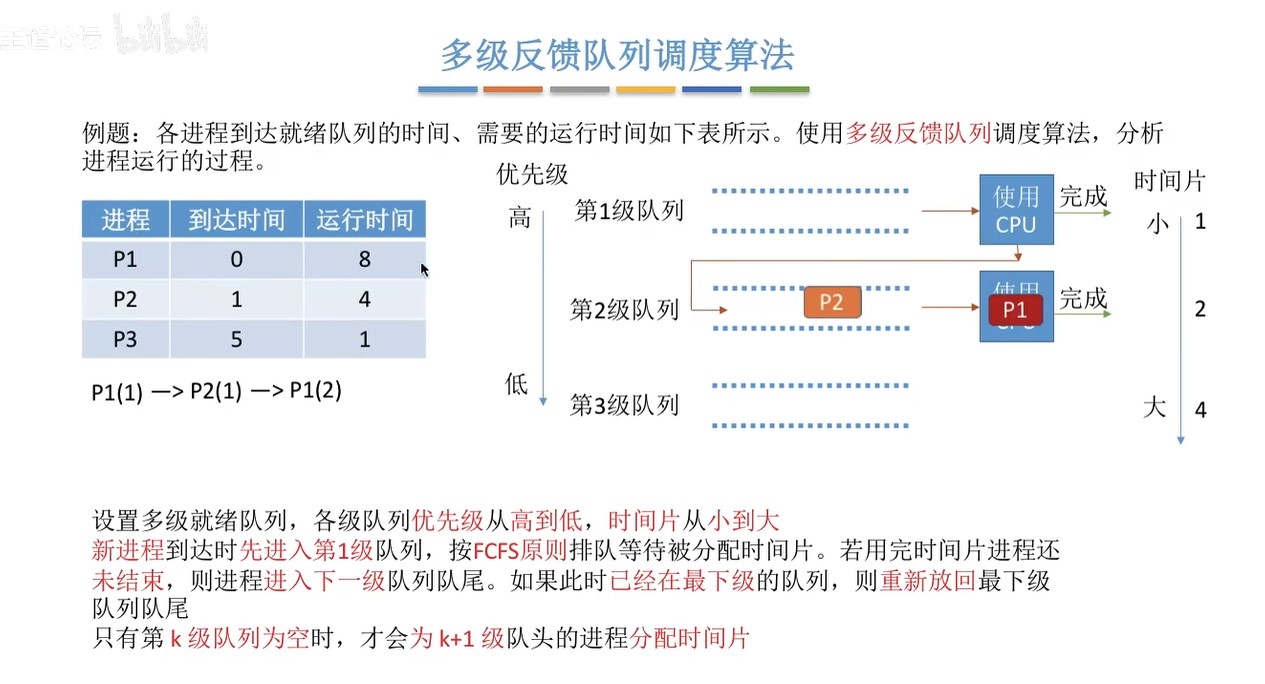 王道论坛 bilibili
多级反馈队列调度算法
例题：各进程到达就绪队列的时间、需要的运行时间如下表所示。使用多级反馈队列调度算法，分析
进程运行的过程。
进程 到达时间 运行时间
P1 0 8
P2 1 4
P3 5 1
P1(1) —> P2(1) —> P1(2)
优先级
高
低
第1级队列
使用
CPU
完成
第2级队列
P2
P1
完成
第3级队列
时间片
小 1
2
大 4
设置多级就绪队列，各级队列优先级从高到低，时间片从小到大
新进程到达时先进入第1级队列，按FCFS原则排队等待被分配时间片。若用完时间片进程还
未结束，则进程进入下一级队列队尾。如果此时已经在最下级的队列，则重新放回最下级
队列队尾
只有第 k 级队列为空时，才会为 k+1 级队头的进程分配时间片